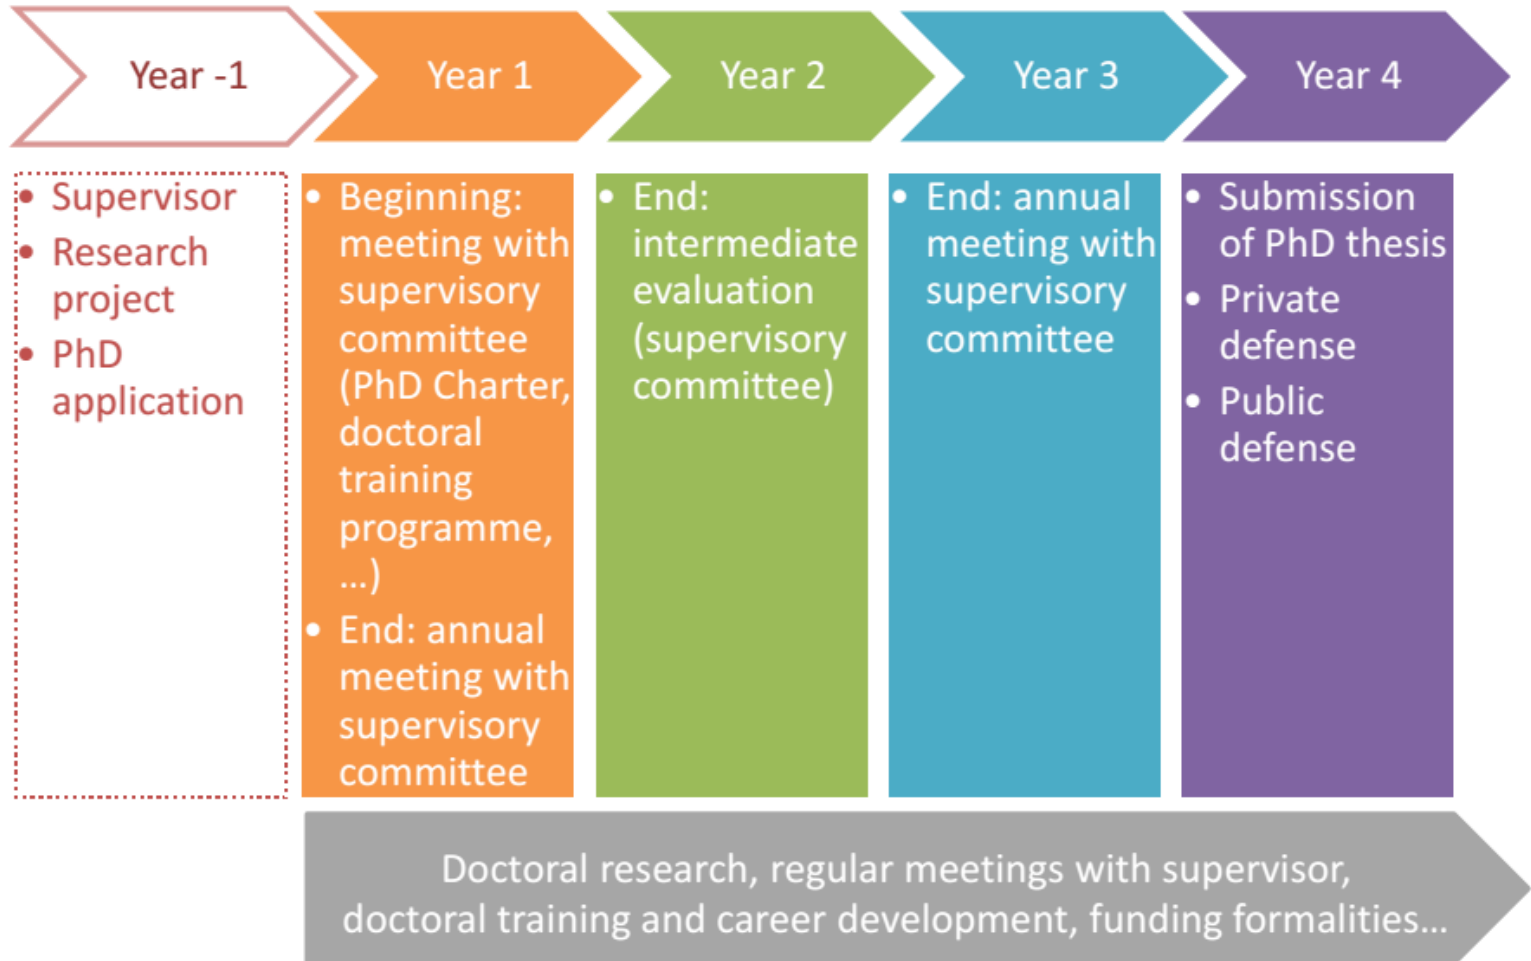 Year -1
Year 1
Year 2
Year 3
Year 4
• Supervisor
• Research
project
• PhD
application
• Beginning:
meeting with
supervisory
committee
(PhD Charter,
doctoral
training
programme,
...)
• End: annual
meeting with
supervisory
committee
• End:
intermediate
evaluation
(supervisory
committee)
• End: annual
meeting with
supervisory
committee
• Submission
of PhD thesis
• Private
defense
• Public
defense
Doctoral research, regular meetings with supervisor,
doctoral training and career development, funding formalities...